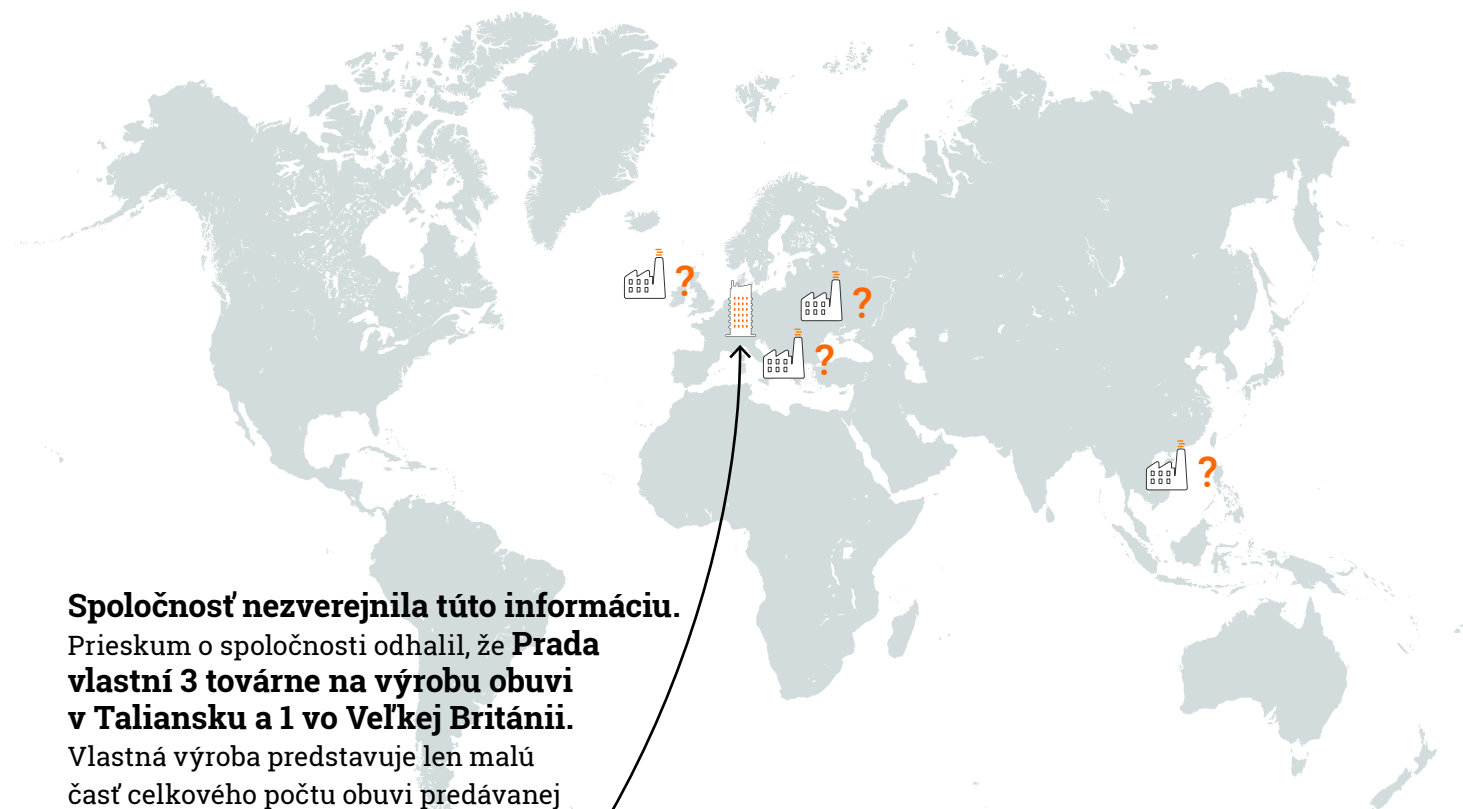 ?
?
?
?
Spoločnosť nezverejnila túto informáciu.
Prieskum o spoločnosti odhalil, že Prada
vlastní 3 továrne na výrobu obuvi
v Taliansku a 1 vo Veľkej Británii.
Vlastná výroba predstavuje len malú
časť celkového počtu obuvi predávanej